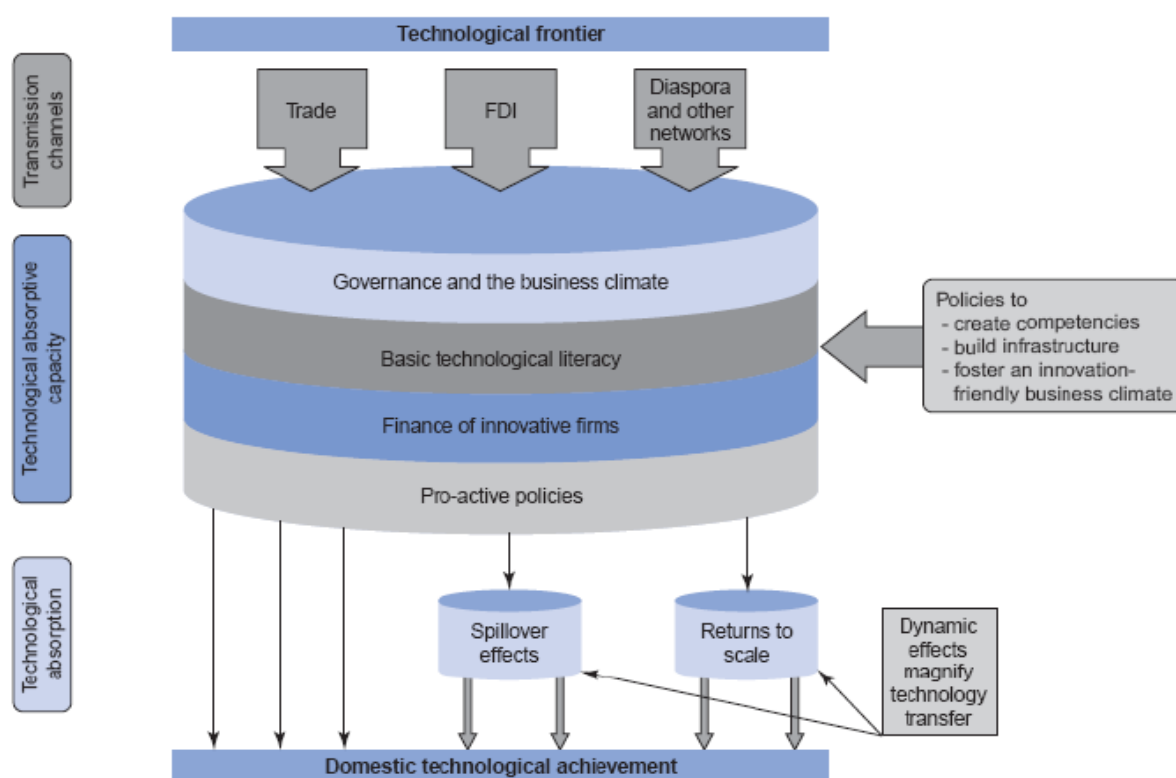 Technological frontier
Transmission
channels
Trade
FDI
Diaspora
and other
networks
Technological absorptive
capacity
Governance and the business climate
Basic technological literacy
Finance of innovative firms
Pro-active policies
Policies to
- create competencies
- build infrastructure
- foster an innovation-
friendly business climate
Technological
absorption
Spillover
effects
Returns to
scale
Dynamic
effects
magnify
technology
transfer
Domestic technological achievement